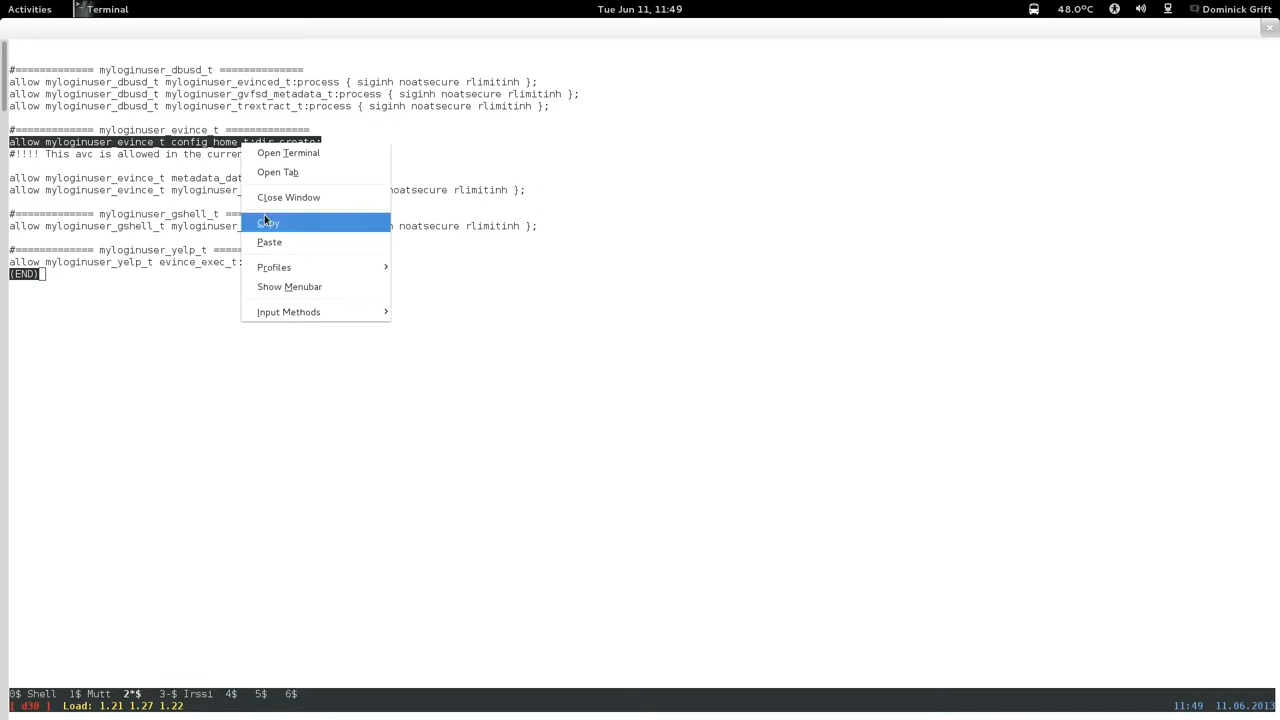 Activities Terminal Tue Jun 11, 11:49 48.0°C Dominick Grift
#============= myloginuser_dbusd_t ==============
allow myloginuser_dbusd_t myloginuser_evinced_t:process { siginh noatsecure rlimitinh };
allow myloginuser_dbusd_t myloginuser_gvfsd_metadata_t:process { siginh noatsecure rlimitinh };
allow myloginuser_dbusd_t myloginuser_trextract_t:process { siginh noatsecure rlimitinh };
#============= myloginuser_evince_t ==============
allow myloginuser_evince_t config_home_t:dir create;
#!!!! This avc is allowed in the curren
allow myloginuser_evince_t metadata_dat
allow myloginuser_evince_t noatsecure rlimitinh };
#============= myloginuser_gshell_t ===
allow myloginuser_gshell_t myloginuser_ noatsecure rlimitinh };
#============= myloginuser_yelp_t =====
allow myloginuser_yelp_t evince_exec_t:
(END)
Open Terminal
Open Tab
Close Window
Copy
Paste
Profiles
Show Menubar
Input Methods
0$ Shell 1$ Mutt 2*$ 3-$ Irssi 4$ 5$ 6$
[ d30 ] Load: 1.21 1.27 1.22 11:49 11.06.2013